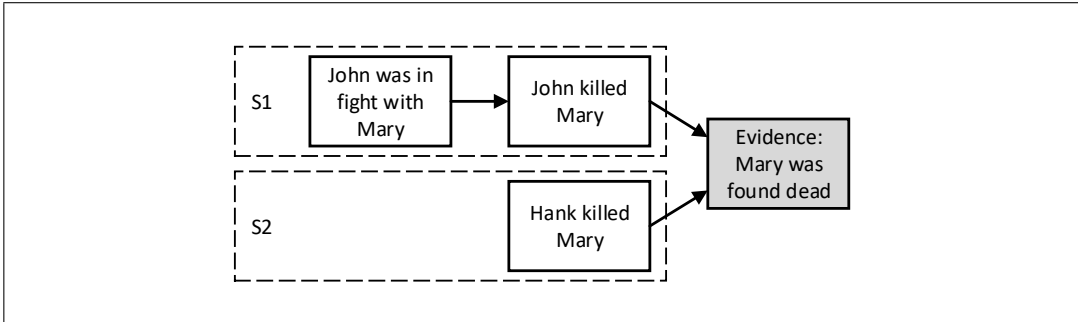 S1
John was in
fight with
Mary
John killed
Mary
Evidence:
Mary was
found dead
S2
Hank killed
Mary